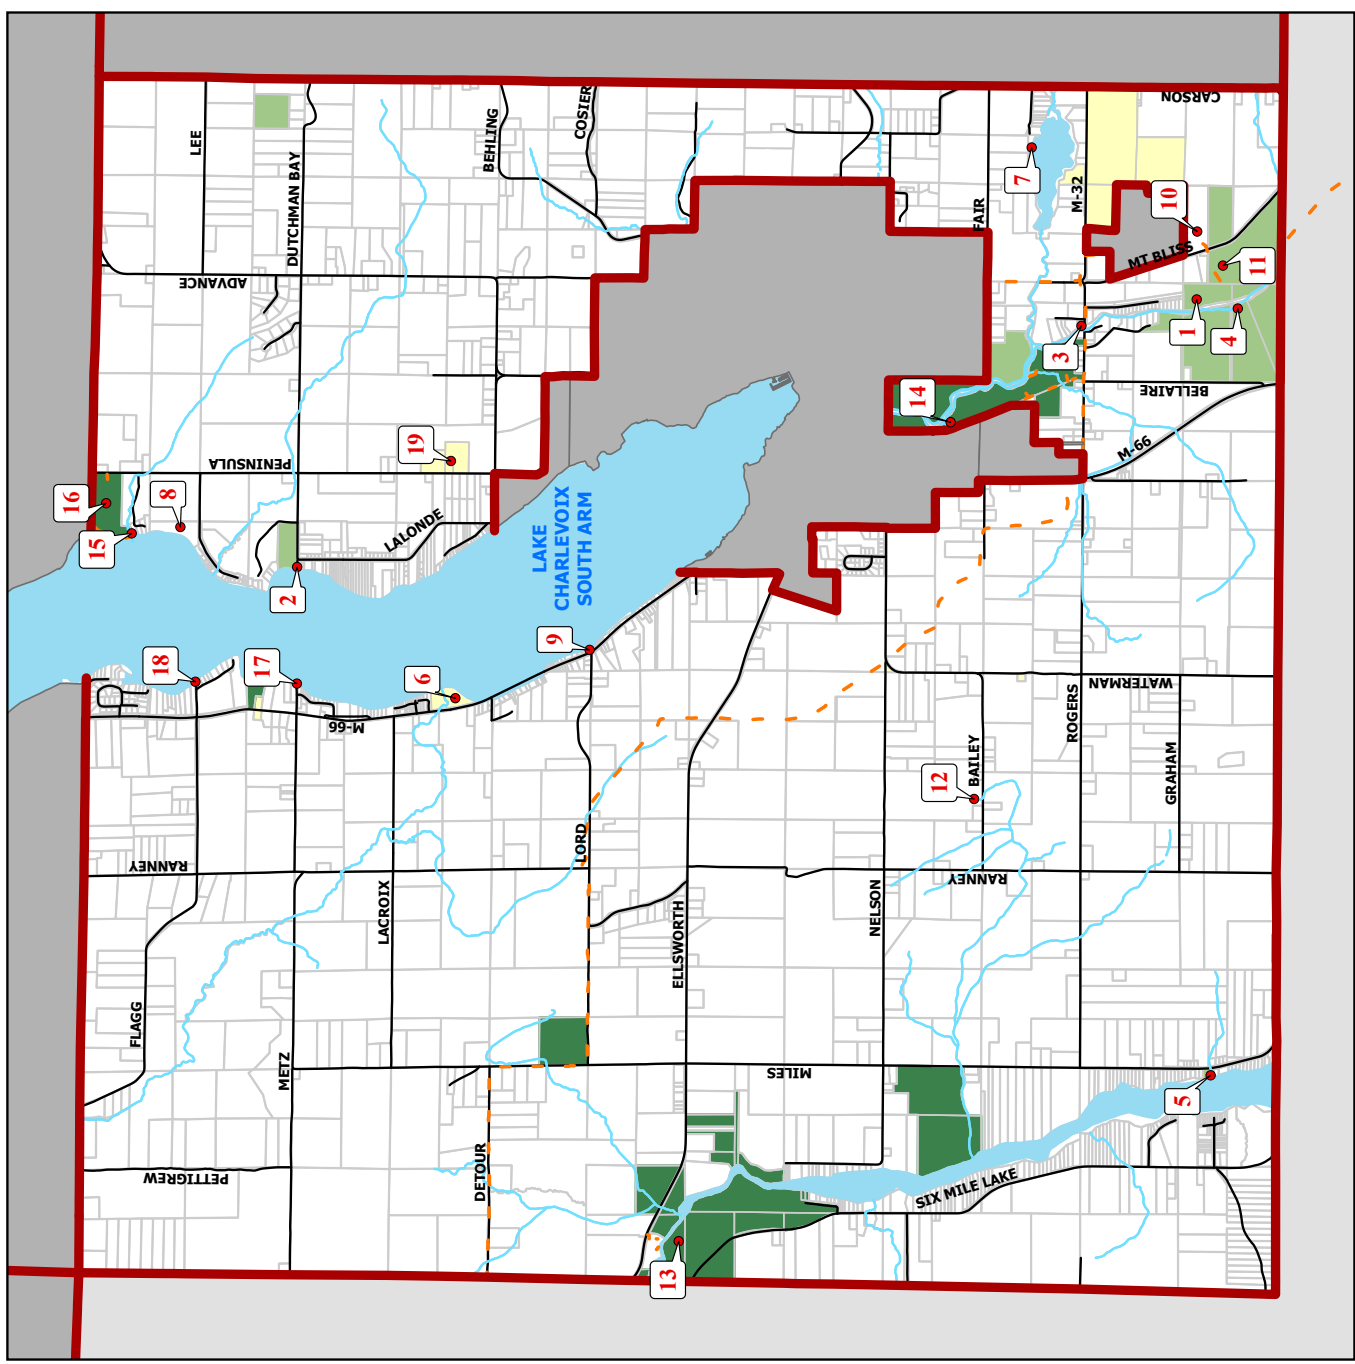 LEE
DUTCHMAN BAY
BEHLING
COSIER
CARSON
7
M-32
FAIR
10
MT BLISS
11
ADVANCE
1
4
3
BELLAIRE
14
M-66
PENINSULA
19
16
8
15
LALONDE
LAKE
CHARLEVOIX
SOUTH ARM
2
9
18
17
6
M-66
WATERMAN
ROGERS
BAILEY
12
GRAHAM
LORD
RANNEY
RANNEY
LACROIX
ELLSWORTH
NELSON
FLAGG
METZ
MILES
5
PETTIGREW
DETOUR
SIX MILE LAKE
13